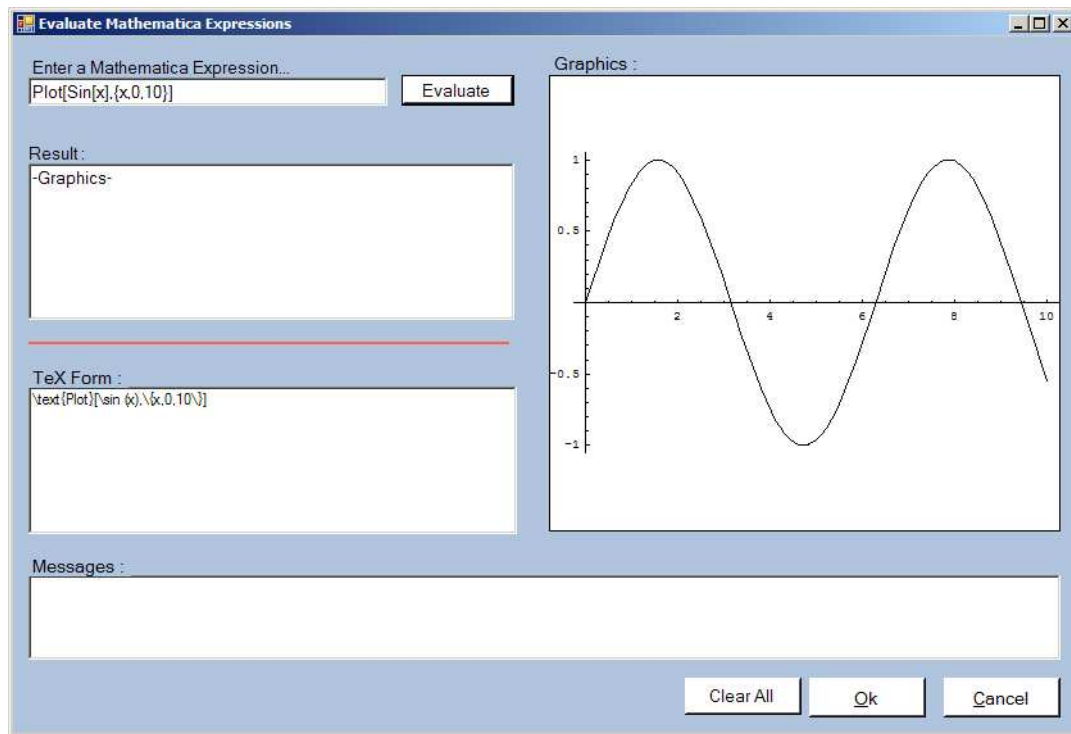 Evaluate Mathematica Expressions
Enter a Mathematica Expression...
Plot[Sin[x],{x,0,10}]
Evaluate
Result :
-Graphics-
TeX Form :
\text{Plot}[\sin (x),\{x,0,10\}]
Graphics :
1
0.5
2 4 6 8 10
-0.5
-1
Messages :
Clear All
Ok
Cancel